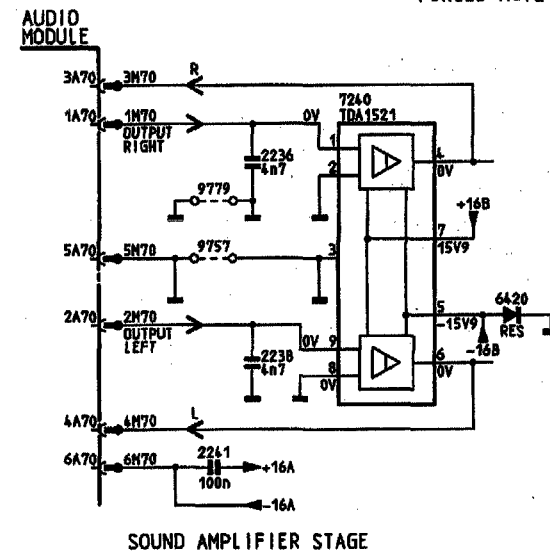 AUDIO
MODULE
R
3A70 3M70
7240
TDA1521
1A70 1M70
OUTPUT
RIGHT
0V
1
4
0V
2236
4n7
2
9779
+16B
7
15V9
5A70 5M70
9757
3
5
-15V9
6420
RES
-16B
2A70 2M70
OUTPUT
LEFT
0V
9
6
0V
2238
4n7
8
0V
L
4A70 4M70
6A70 6M70
2241
100n
+16A
-16A
SOUND AMPLIFIER STAGE